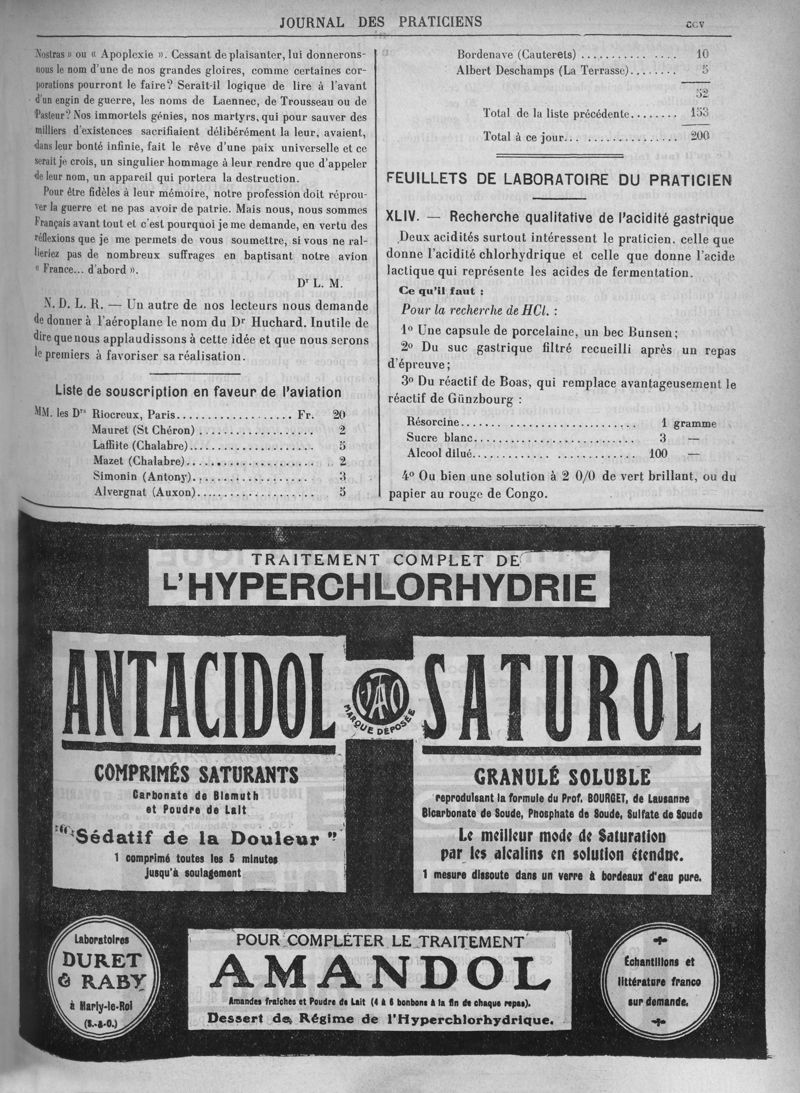 JOURNAL DES PRATICIENS
CCV
Nostras » ou « Apoplexie ». Cessant de plaisanter, lui donnerons-
nous le nom d'une de nos grandes gloires, comme certaines cor-
porations pourront le faire? Serait-il logique de lire à l'avant
d'un engin de guerre, les noms de Laennec, de Trousseau ou de
Pasteur? Nos immortels génies, nos martyrs, qui pour sauver des
milliers d'existences sacrifiaient délibérément la leur, avaient,
dans leur bonté infinie, fait le rêve d'une paix universelle et ce
serait je crois, un singulier hommage à leur rendre que d'appeler
de leur nom, un appareil qui portera la destruction.
Pour être fidèles à leur mémoire, notre profession doit réprou-
ver la guerre et ne pas avoir de patrie. Mais nous, nous sommes
Français avant tout et c'est pourquoi je me demande, en vertu des
réflexions que je me permets de vous soumettre, si vous ne ral-
lieriez pas de nombreux suffrages en baptisant notre avion
« France... d'abord ».
Dr L. M.
N. D. L. R. — Un autre de nos lecteurs nous demande
de donner à l'aéroplane le nom du Dr Huchard. Inutile de
dire que nous applaudissons à cette idée et que nous serons
le premiers à favoriser sa réalisation.
Liste de souscription en faveur de l'aviation
MM. les Drs Riocreux, Paris................... Fr. 20
Mauret (St Chéron) ................... 2
Laffite (Chalabre)..................... 5
Mazet (Chalabre)...................... 2
Simonin (Antony)..................... 3
Alvergnat (Auxon).................... 5
Bordenave (Cauterets) ................ 10
Albert Deschamps (La Terrasse)........ 5
52
Total de la liste précédente........ 153
Total à ce jour... ............... 200
FEUILLETS DE LABORATOIRE DU PRATICIEN
XLIV. — Recherche qualitative de l'acidité gastrique
Deux acidités surtout intéressent le praticien. celle que
donne l'acidité chlorhydrique et celle que donne l'acide
lactique qui représente les acides de fermentation.
Ce qu'il faut :
Pour la recherche de HCl. :
1° Une capsule de porcelaine, un bec Bunsen;
2° Du suc gastrique filtré recueilli après un repas
d'épreuve;
3° Du réactif de Boas, qui remplace avantageusement le
réactif de Günzbourg :
Résorcine.............................. 1 gramme
Sucre blanc............................ 3 —
Alcool dilué............................ 100 —
4° Ou bien une solution à 2 0/0 de vert brillant, ou du
papier au rouge de Congo.
TRAITEMENT COMPLET DE
L'HYPERCHLORHYDRIE
ANTACIDOL
VAO
MARQUE DÉPOSÉE
SATUROL
COMPRIMÉS SATURANTS
Carbonate de Bismuth
et Poudre de Lait
"Sédatif de la Douleur"
1 comprimé toutes les 5 minutes
jusqu'à soulagement
GRANULÉ SOLUBLE
reproduisant la formule du Prof. BOURGET, de Lausanne
Bicarbonate de Soude, Phosphate de Soude, Sulfate de Soude
Le meilleur mode de Saturation
par les alcalins en solution étendue.
1 mesure dissoute dans un verre à bordeaux d'eau pure.
Laboratoires
DURET
& RABY
à Marly-le-Roi
(S.-&-O.)
POUR COMPLÉTER LE TRAITEMENT
AMANDOL
Amandes fraîches et Poudre de Lait (4 à 6 bonbons à la fin de chaque repas).
Dessert de Régime de l'Hyperchlorhydrique.
Échantillons et
littérature franco
sur demande.